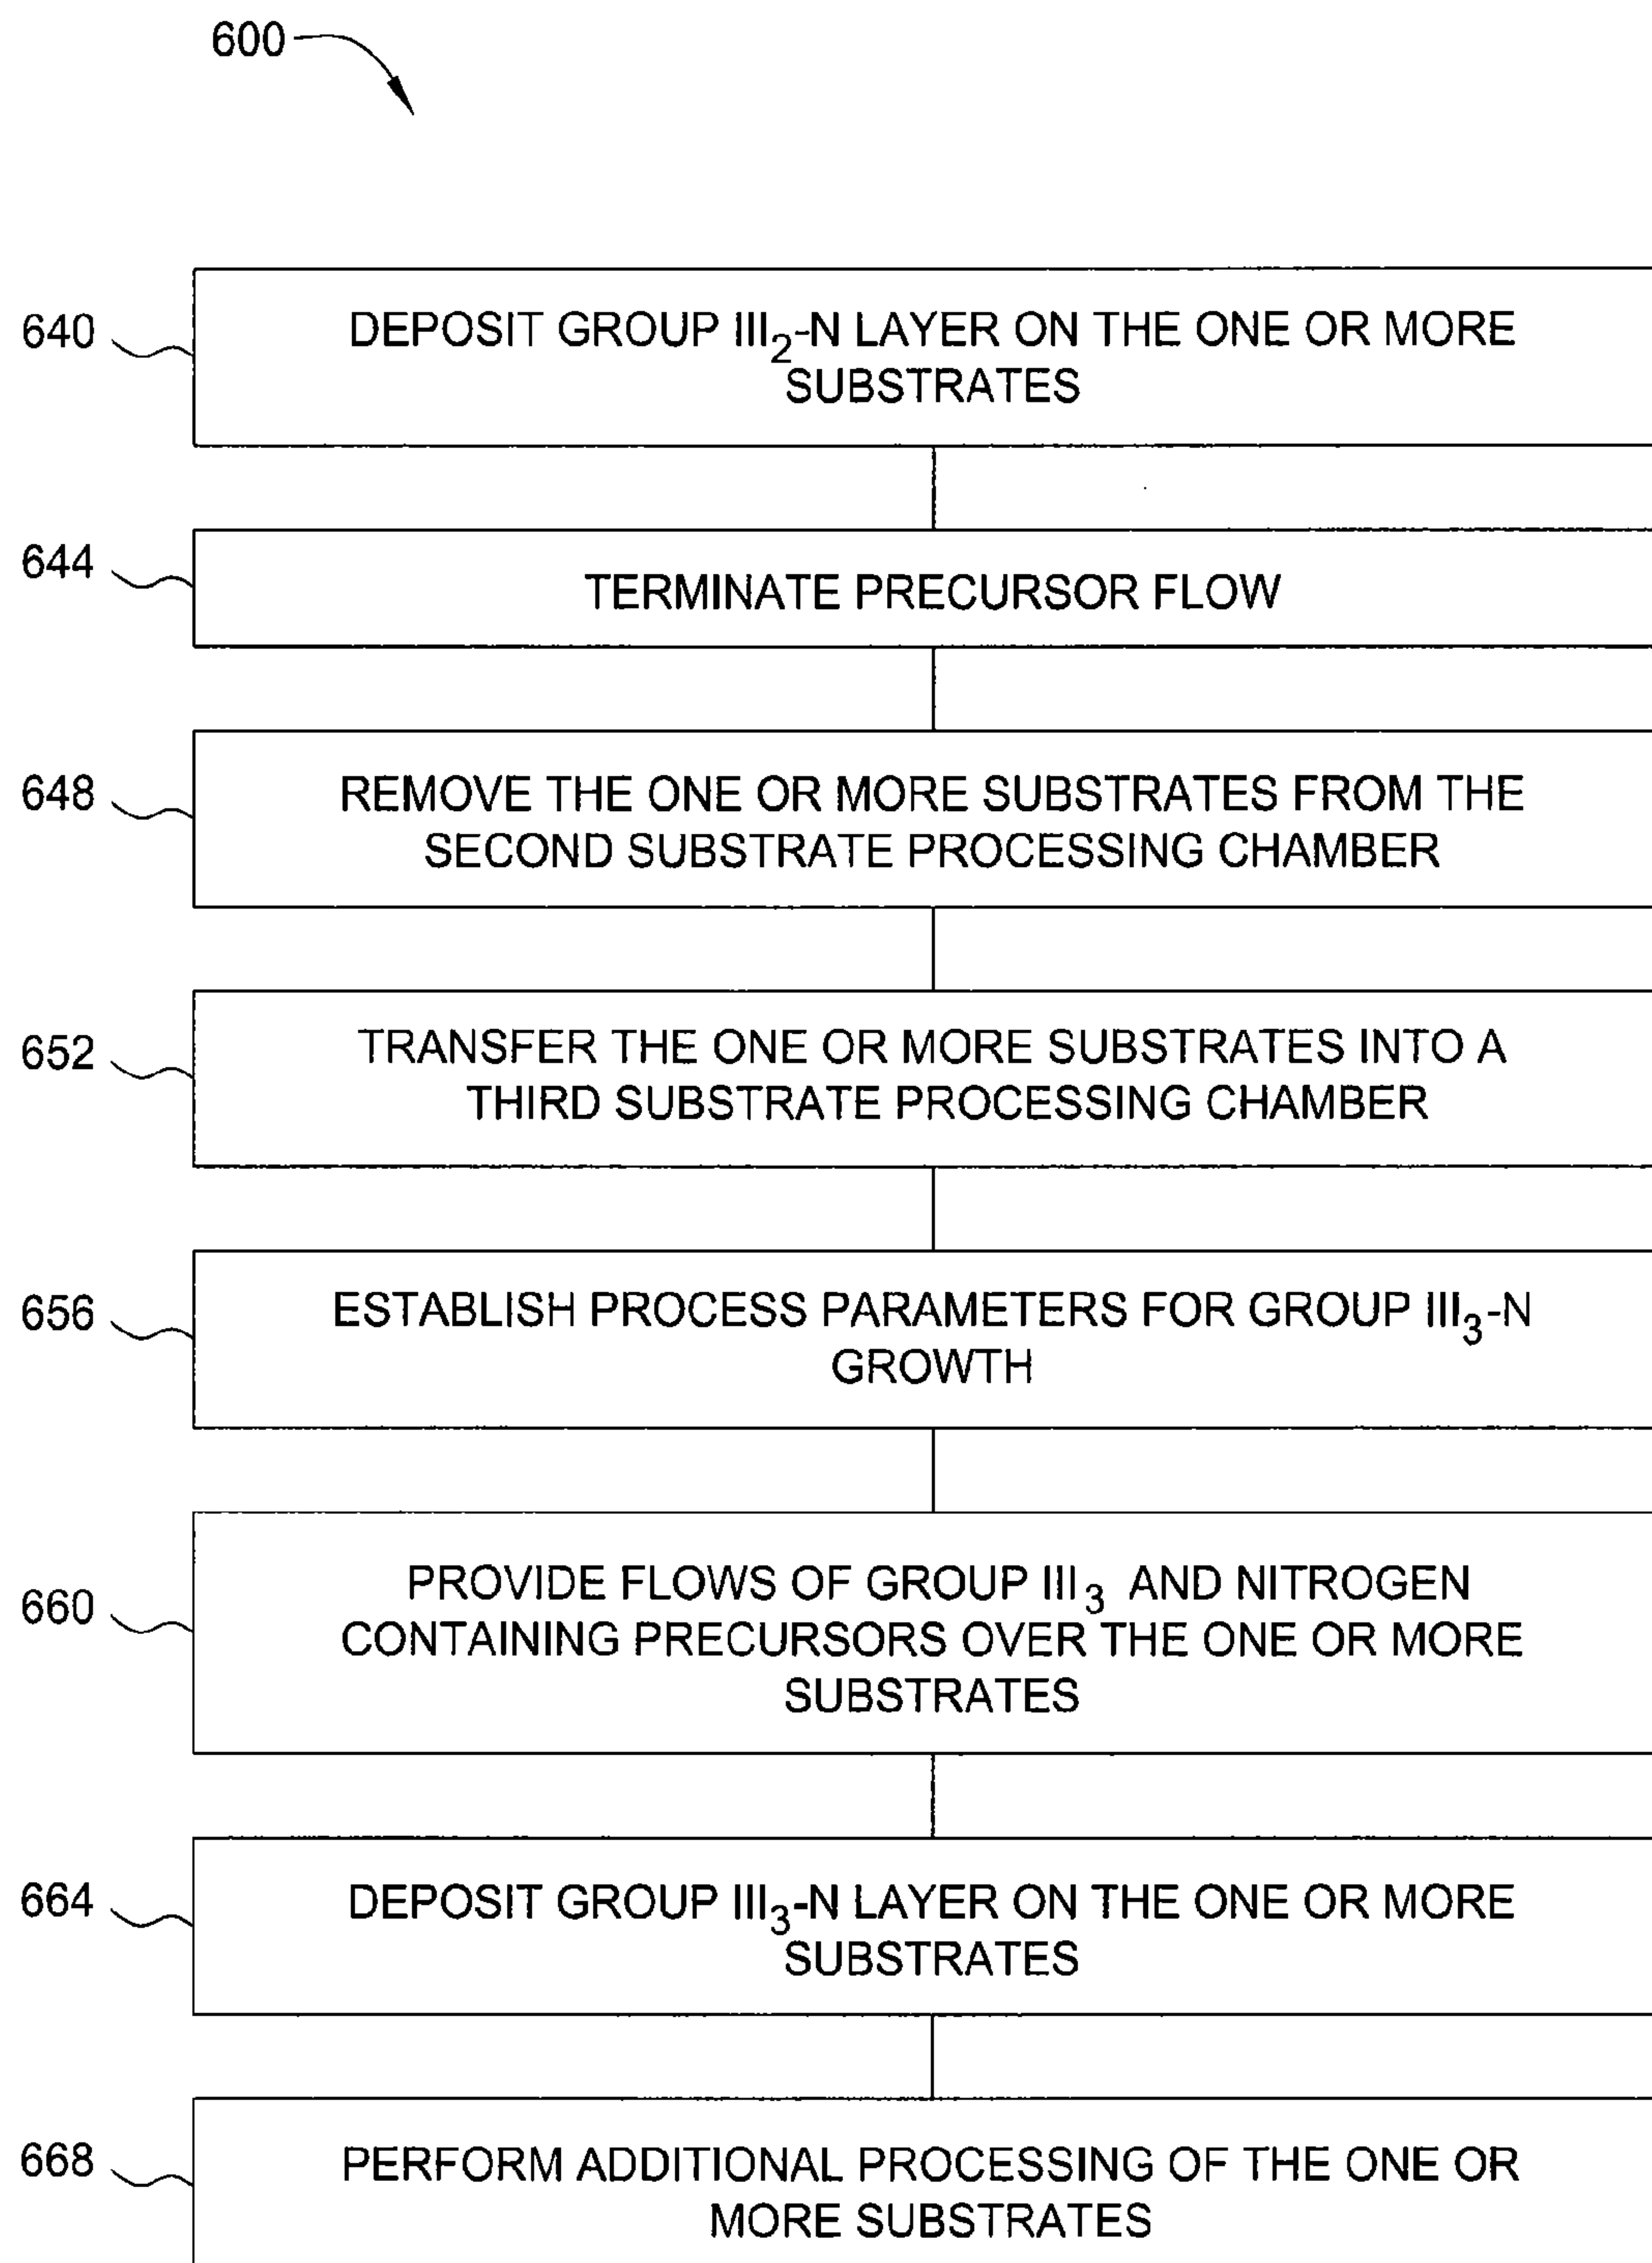 600
640
DEPOSIT GROUP III₂-N LAYER ON THE ONE OR MORE
SUBSTRATES
644
TERMINATE PRECURSOR FLOW
648
REMOVE THE ONE OR MORE SUBSTRATES FROM THE
SECOND SUBSTRATE PROCESSING CHAMBER
652
TRANSFER THE ONE OR MORE SUBSTRATES INTO A
THIRD SUBSTRATE PROCESSING CHAMBER
656
ESTABLISH PROCESS PARAMETERS FOR GROUP III₃-N
GROWTH
660
PROVIDE FLOWS OF GROUP III₃ AND NITROGEN
CONTAINING PRECURSORS OVER THE ONE OR MORE
SUBSTRATES
664
DEPOSIT GROUP III₃-N LAYER ON THE ONE OR MORE
SUBSTRATES
668
PERFORM ADDITIONAL PROCESSING OF THE ONE OR
MORE SUBSTRATES